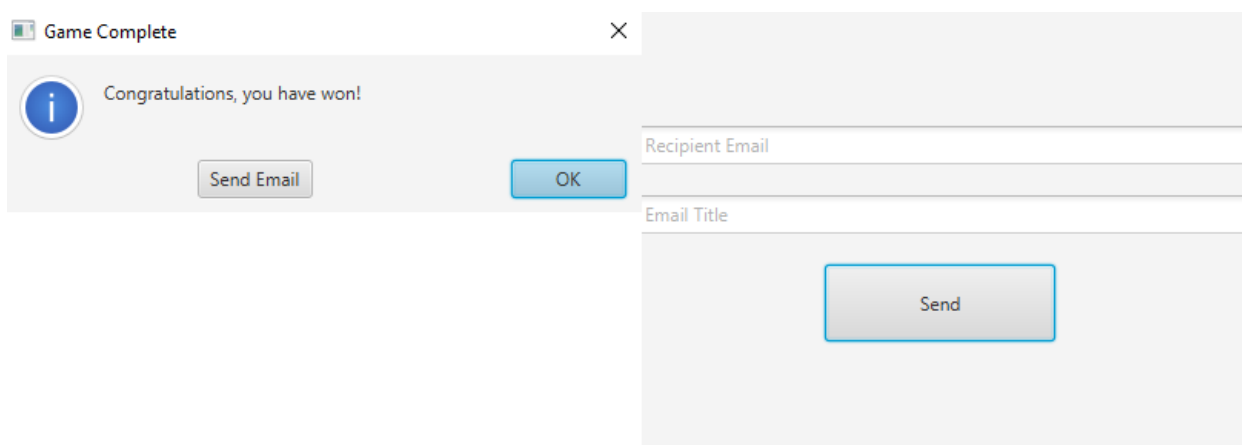 Game Complete
Congratulations, you have won!
Send Email
OK
Recipient Email
Email Title
Send